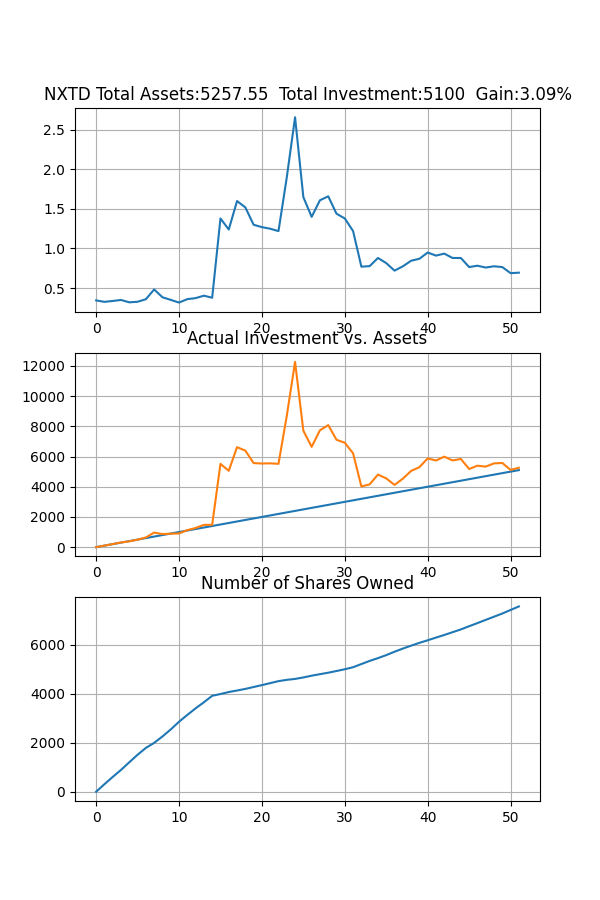 NXTD Total Assets:5257.55  Total Investment:5100  Gain:3.09%
2.5
2.0
1.5
1.0
0.5
0 10 20 30 40 50
Actual Investment vs. Assets
12000
10000
8000
6000
4000
2000
0
0 10 20 30 40 50
Number of Shares Owned
6000
4000
2000
0
0 10 20 30 40 50